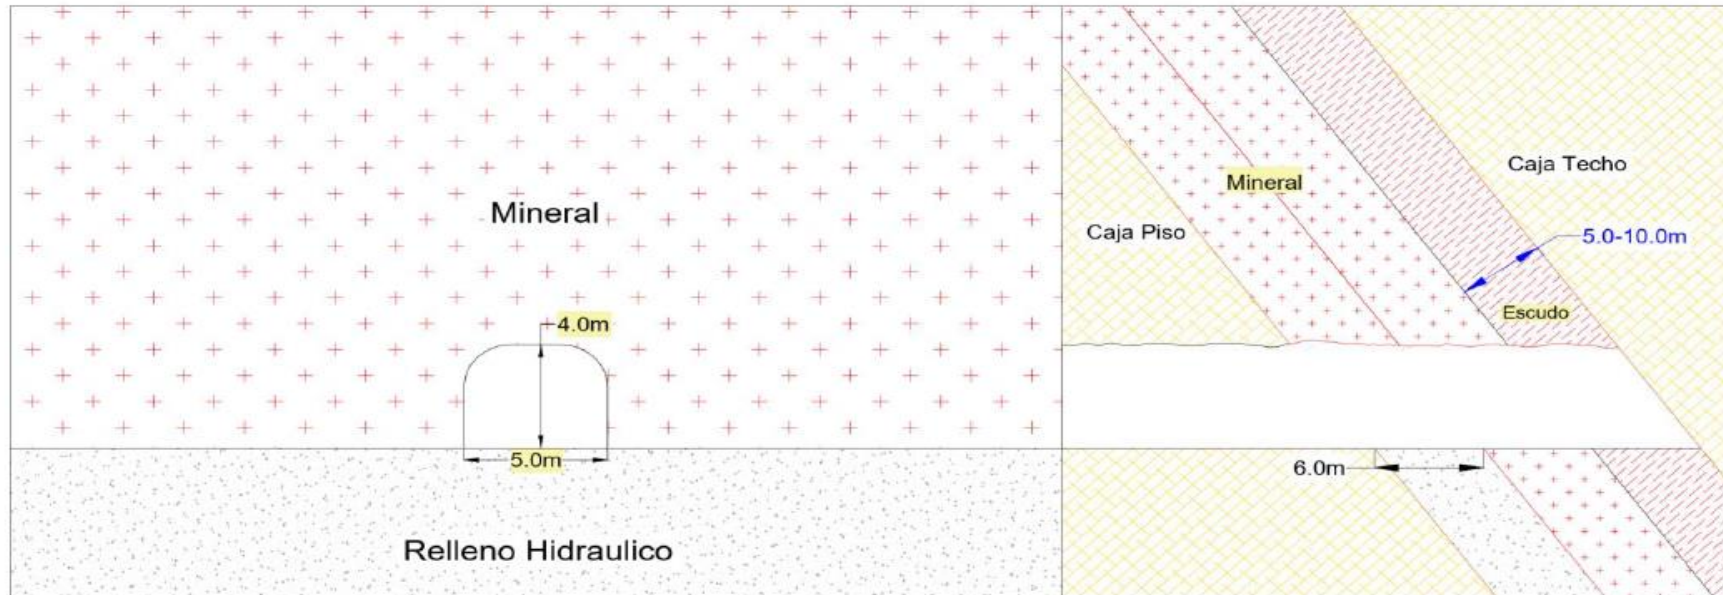 Mineral
4.0m
5.0m
Relleno Hidraulico
Caja Techo
Mineral
Caja Piso
5.0-10.0m
Escudo
6.0m